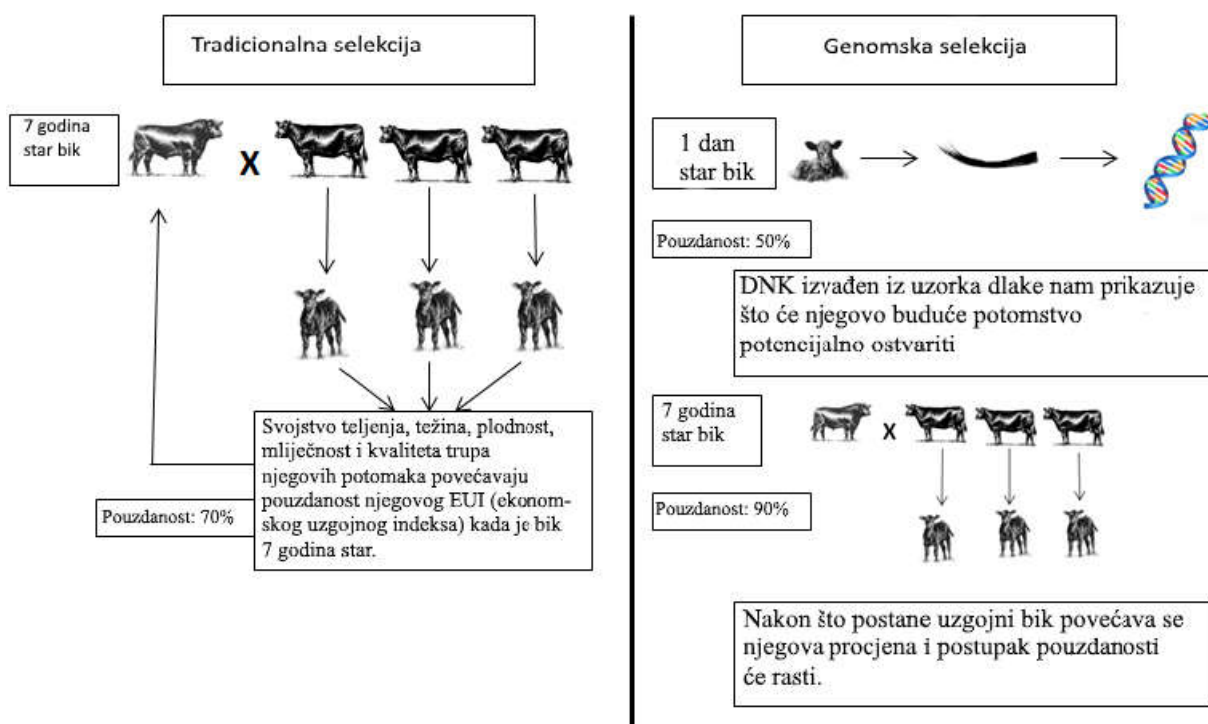 Tradicionalna selekcija
7 godina
star bik
X
Svojstvo teljenja, težina, plodnost,
mliječnost i kvaliteta trupa
njegovih potomaka povećavaju
pouzdanost njegovog EUI (ekonom-
skog uzgojnog indeksa) kada je bik
7 godina star.
Pouzdanost: 70%
Genomska selekcija
1 dan
star bik
Pouzdanost: 50%
DNK izvađen iz uzorka dlake nam prikazuje
što će njegovo buduće potomstvo
potencijalno ostvariti
7 godina
star bik
X
Pouzdanost: 90%
Nakon što postane uzgojni bik povećava se
njegova procjena i postupak pouzdanosti
će rasti.